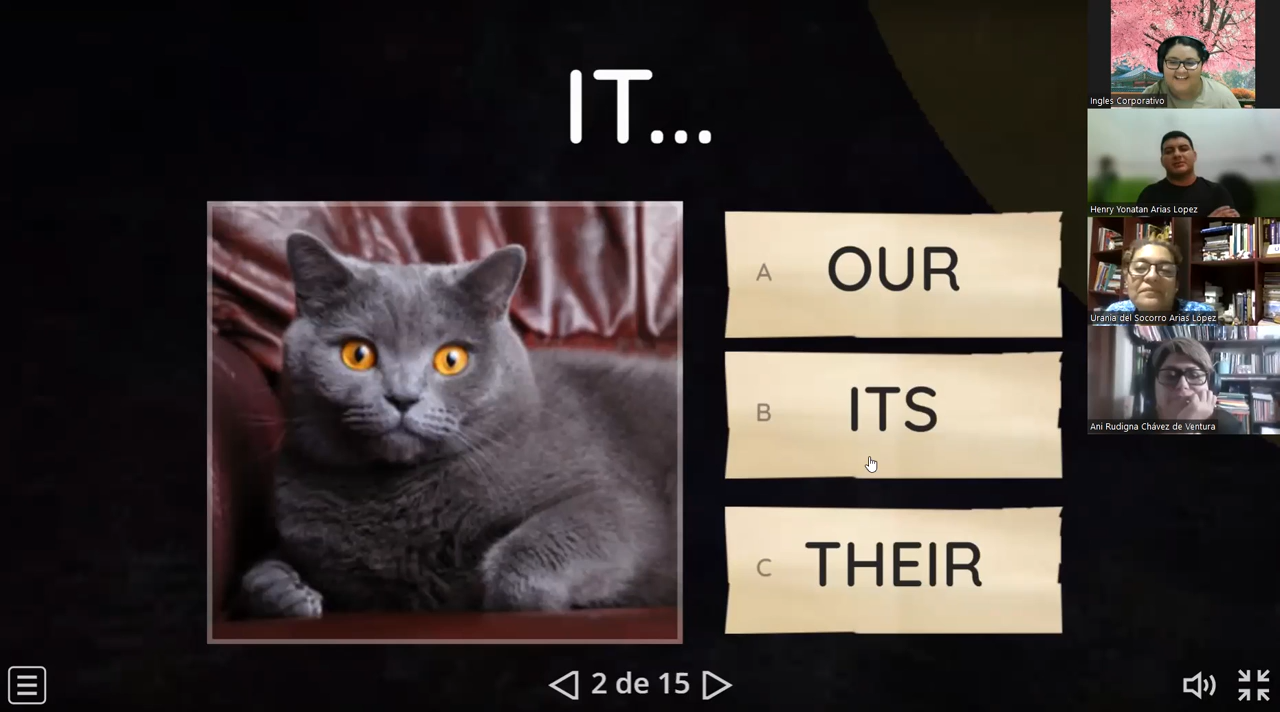 IT...
A OUR
B ITS
C THEIR
2 de 15
Ingles Corporativo
Henry Yonatan Arias Lopez
Urania del Socorro Arias López
Ani Rudigna Chávez de Ventura